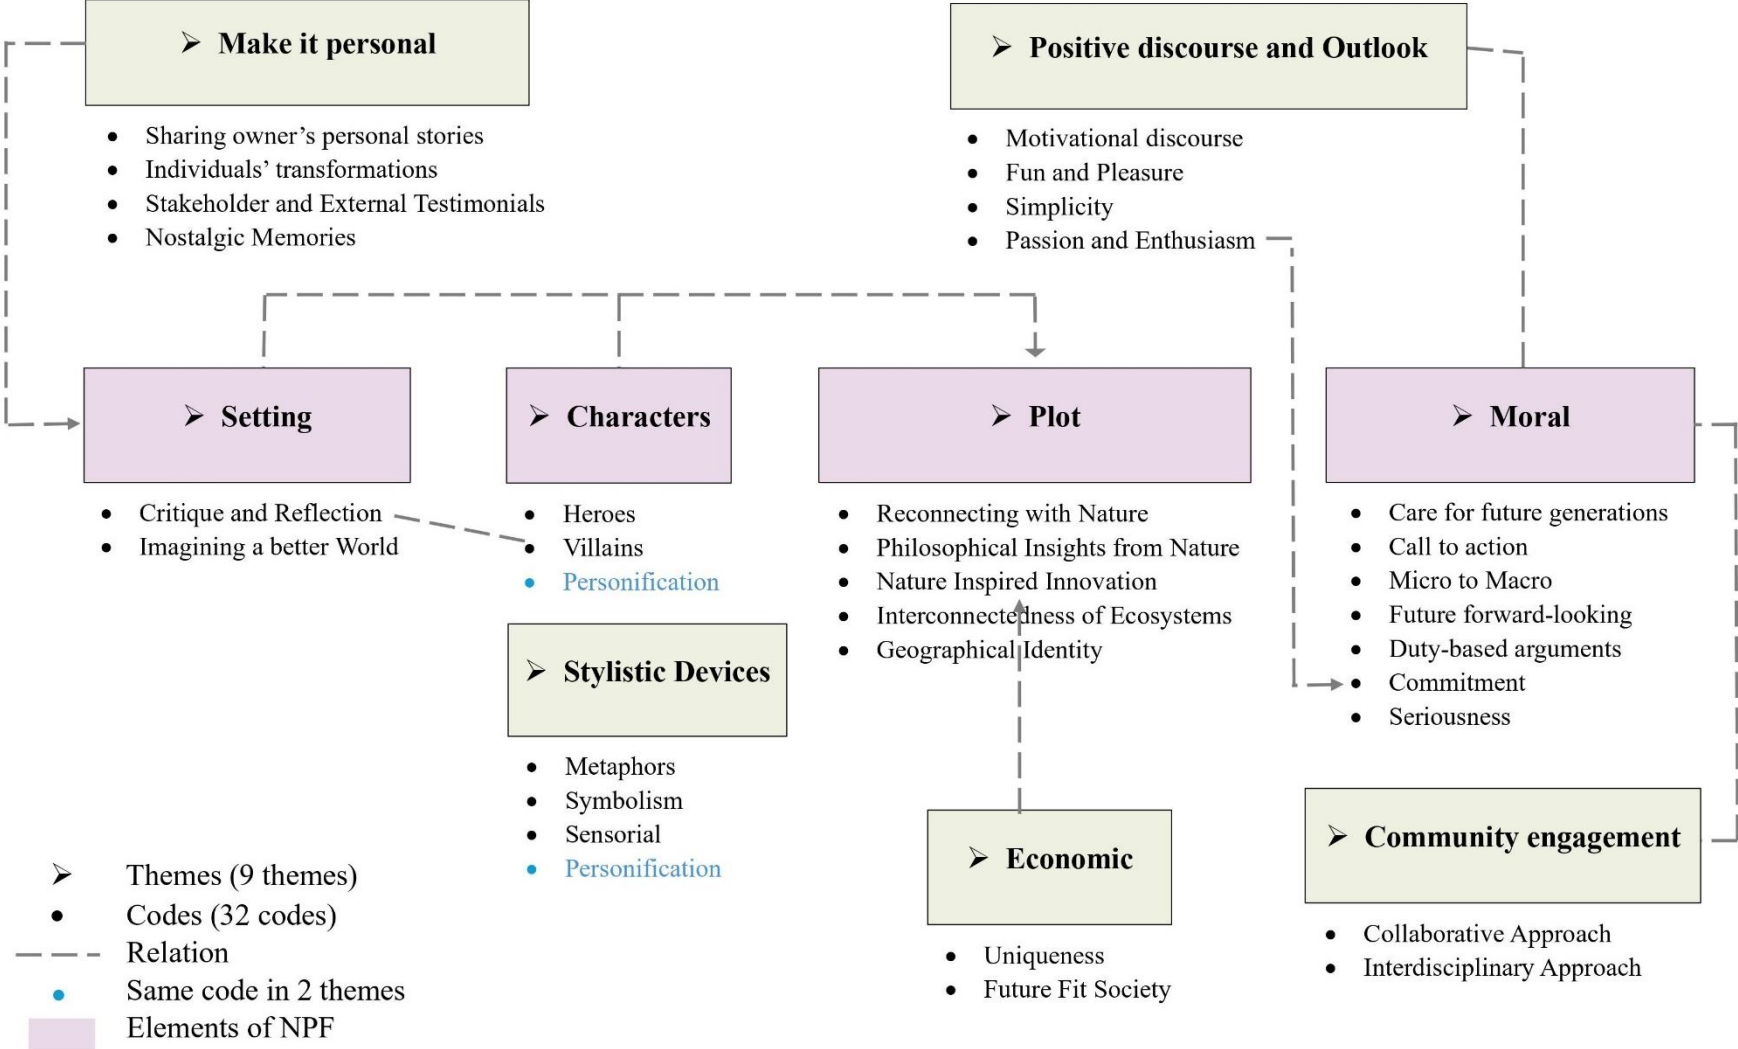 Make it personal
Sharing owner’s personal stories
Individuals’ transformations
Stakeholder and External Testimonials
Nostalgic Memories
Positive discourse and Outlook
Motivational discourse
Fun and Pleasure
Simplicity
Passion and Enthusiasm
Setting
Critique and Reflection
Imagining a better World
Characters
Heroes
Villains
Personification
Stylistic Devices
Metaphors
Symbolism
Sensorial
Personification
Plot
Reconnecting with Nature
Philosophical Insights from Nature
Nature Inspired Innovation
Interconnectedness of Ecosystems
Geographical Identity
Economic
Uniqueness
Future Fit Society
Moral
Care for future generations
Call to action
Micro to Macro
Future forward-looking
Duty-based arguments
Commitment
Seriousness
Community engagement
Collaborative Approach
Interdisciplinary Approach
Themes (9 themes)
Codes (32 codes)
Relation
Same code in 2 themes
Elements of NPF